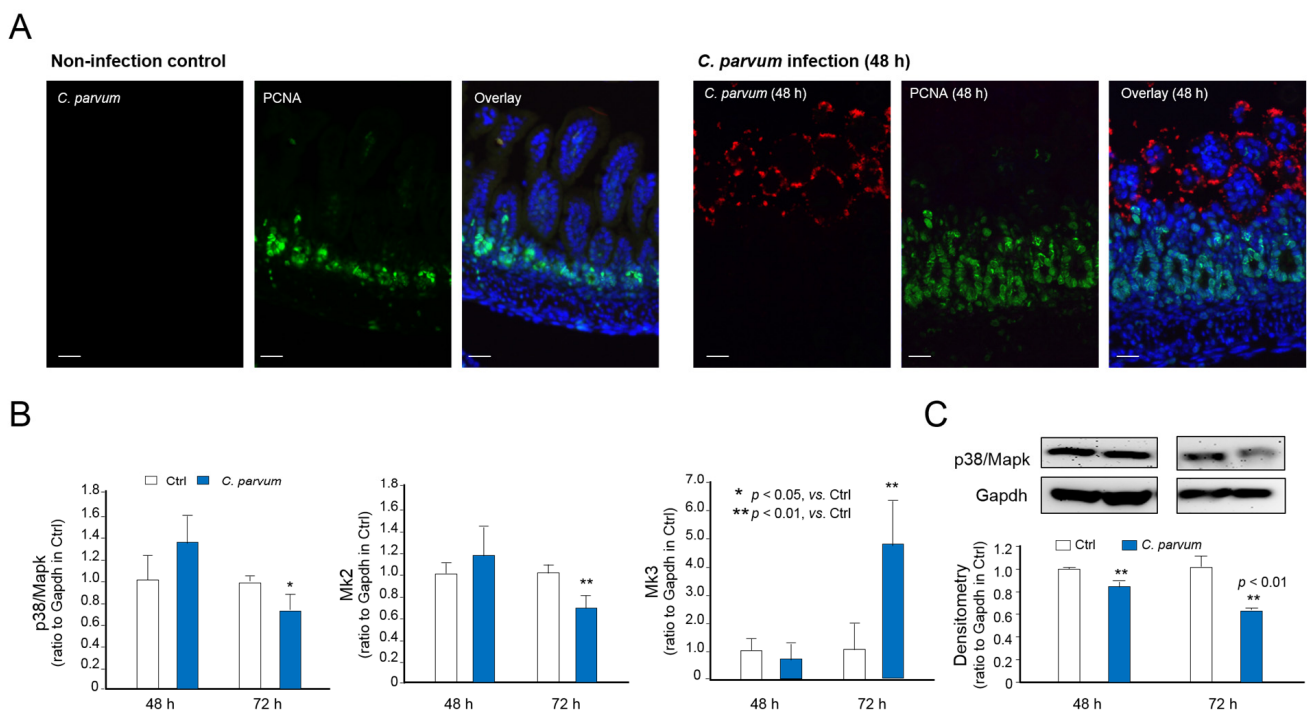 A
Non-infection control
C. parvum infection (48 h)
C. parvum
PCNA
Overlay
C. parvum (48 h)
PCNA (48 h)
Overlay (48 h)
B
p38/Mapk
(ratio to Gapdh in Ctrl)
Ctrl
C. parvum
1.8
1.6
1.4
1.2
1.0
0.8
0.6
0.4
0.2
0
*
48 h
72 h
Mk2
(ratio to Gapdh in Ctrl)
1.8
1.6
1.4
1.2
1.0
0.8
0.6
0.4
0.2
0
**
48 h
72 h
Mk3
(ratio to Gapdh in Ctrl)
7.0
6.0
5.0
4.0
3.0
2.0
1.0
0
* p < 0.05, vs. Ctrl
** p < 0.01, vs. Ctrl
**
48 h
72 h
C
p38/Mapk
Gapdh
Densitometry
(ratio to Gapdh in Ctrl)
Ctrl
C. parvum
1.2
1.0
0.8
0.6
0.4
0.2
0
**
p < 0.01
**
48 h
72 h